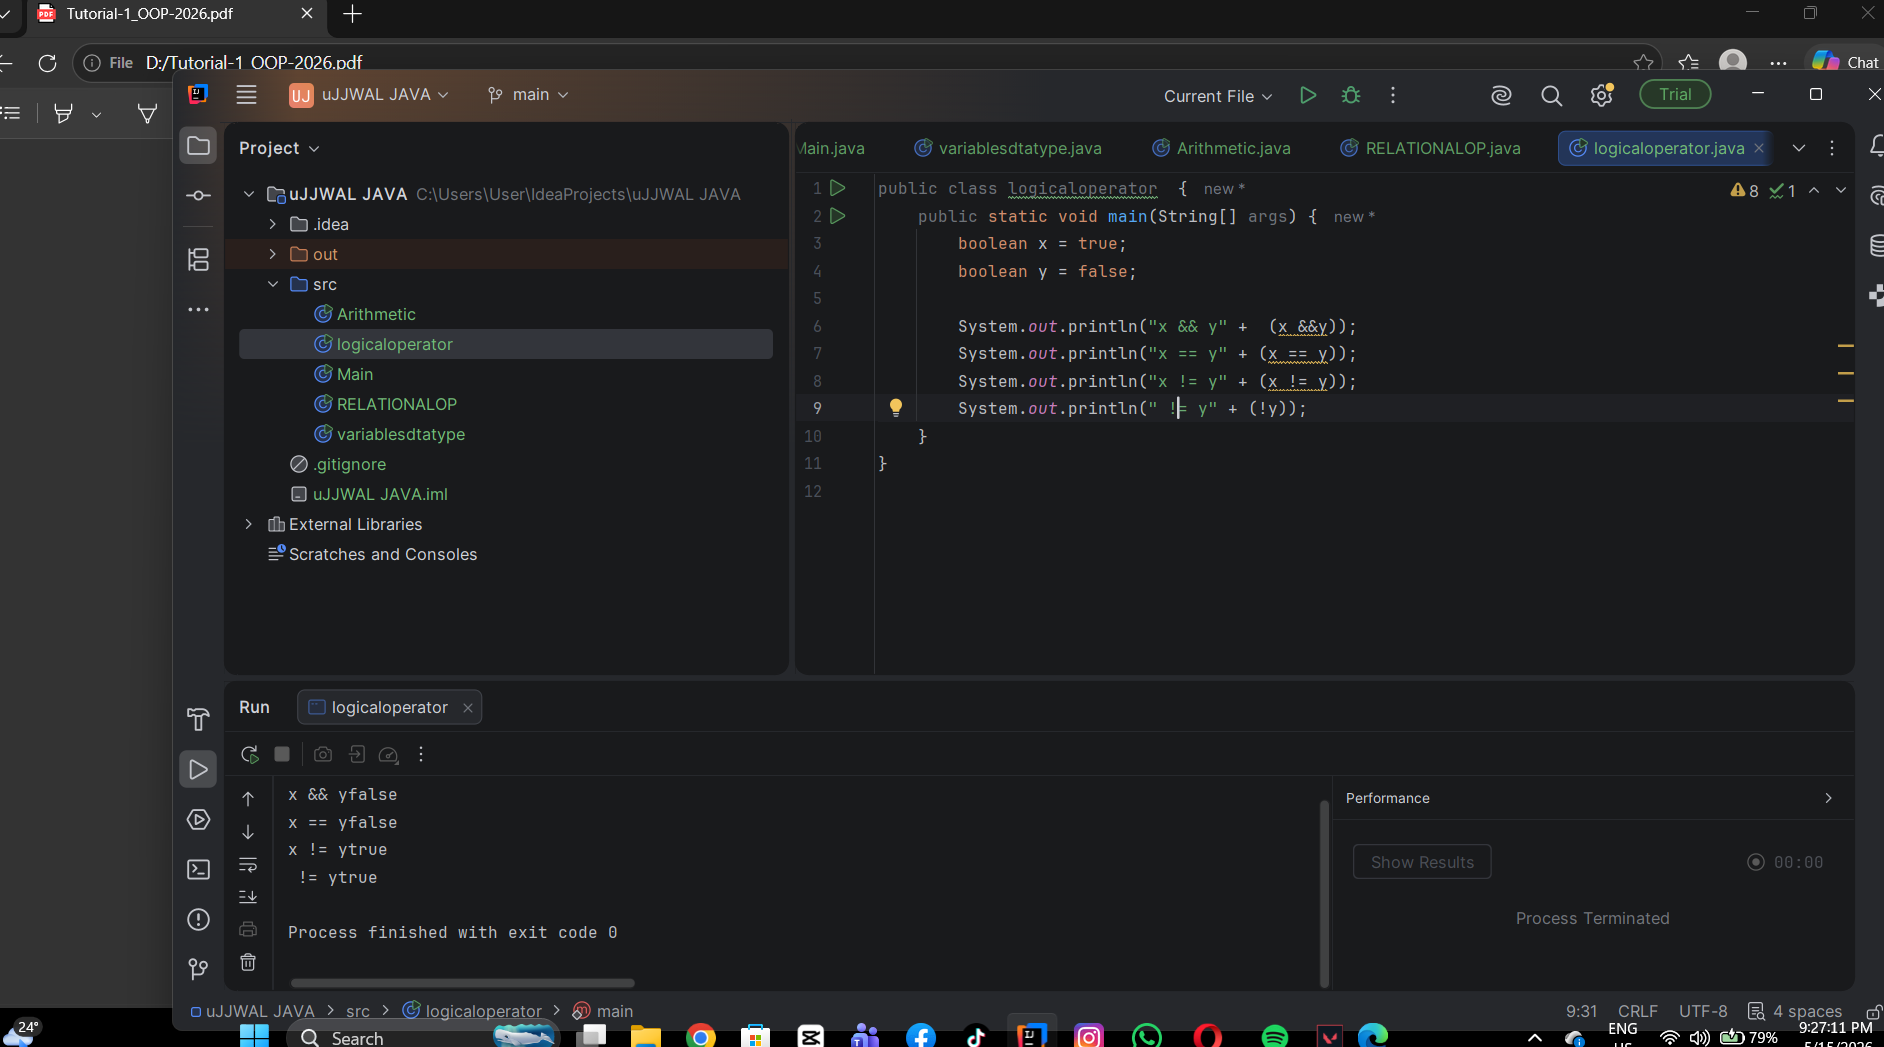 Tutorial-1_OOP-2026.pdf
File D:/Tutorial-1_OOP-2026.pdf
Chat
UJ uJJWAL JAVA main
Current File
Trial
Project
Main.java variablesdtatype.java Arithmetic.java RELATIONALOP.java logicaloperator.java
uJJWAL JAVA C:\Users\User\IdeaProjects\uJJWAL JAVA
.idea
out
src
Arithmetic
logicaloperator
Main
RELATIONALOP
variablesdtatype
.gitignore
uJJWAL JAVA.iml
External Libraries
Scratches and Consoles
8 1
1 public class logicaloperator { new *
2 public static void main(String[] args) { new *
3 boolean x = true;
4 boolean y = false;
5
6 System.out.println("x && y" + (x &&y));
7 System.out.println("x == y" + (x == y));
8 System.out.println("x != y" + (x != y));
9 System.out.println(" != y" + (!y));
10 }
11 }
12
Run logicaloperator
x && yfalse
x == yfalse
x != ytrue
!= ytrue
Process finished with exit code 0
Performance
Show Results 00:00
Process Terminated
uJJWAL JAVA > src > logicaloperator > main
9:31 CRLF UTF-8 4 spaces
24°
Search
ENG
79%
9:27:11 PM